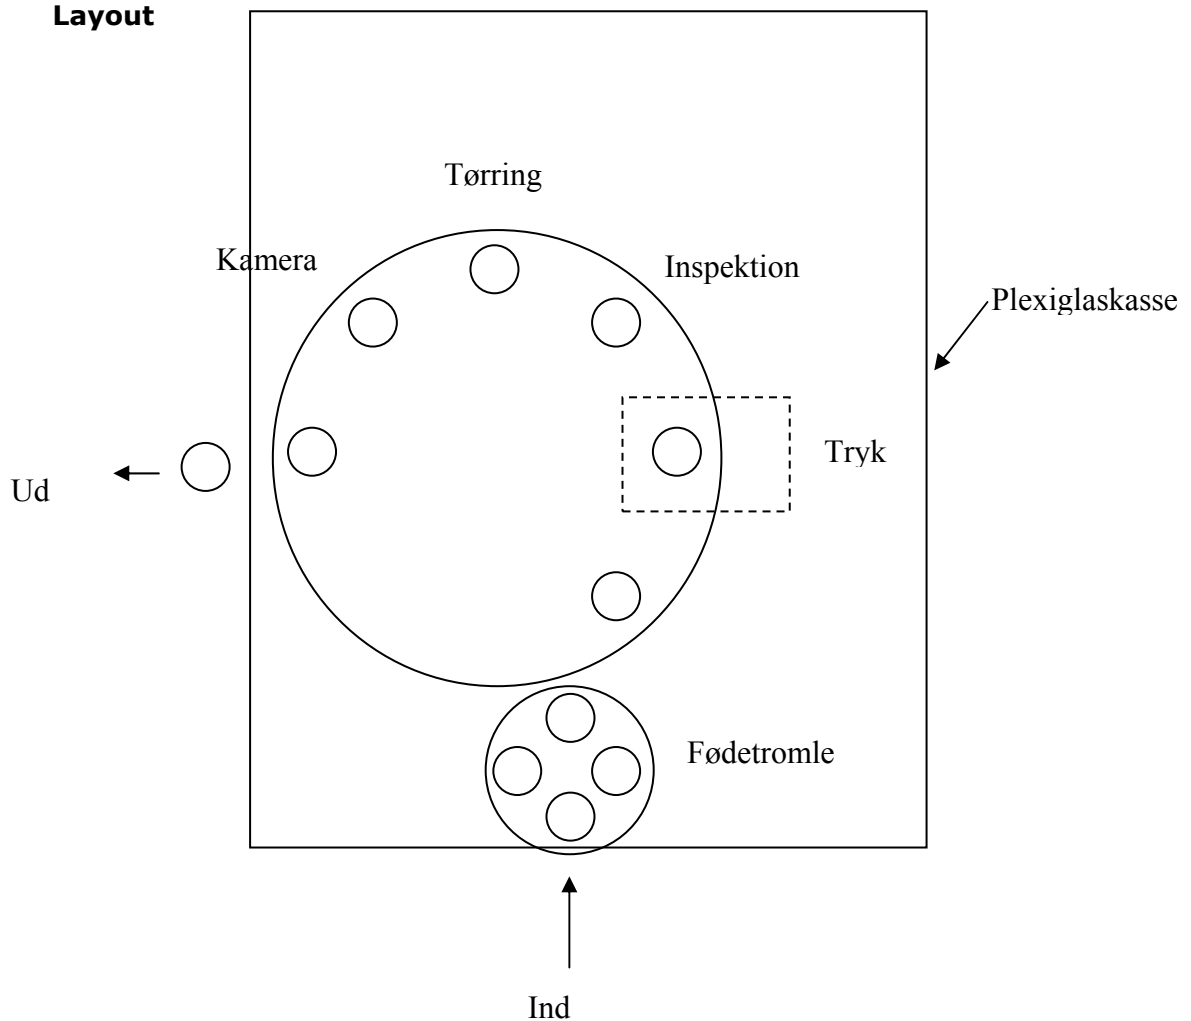 Layout
Tørring
Kamera
Inspektion
Plexiglaskasse
Tryk
Ud
Fødetromle
Ind